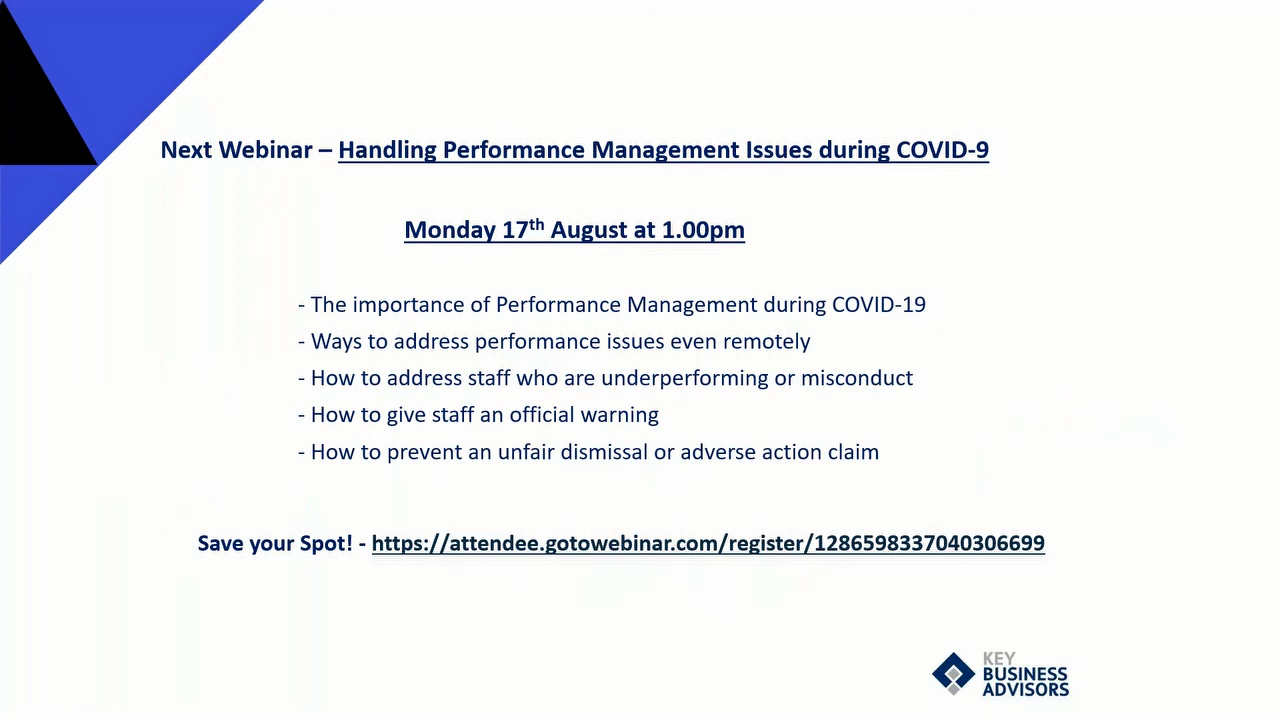 Next Webinar – Handling Performance Management Issues during COVID-9
Monday 17th August at 1.00pm
- The importance of Performance Management during COVID-19
- Ways to address performance issues even remotely
- How to address staff who are underperforming or misconduct
- How to give staff an official warning
- How to prevent an unfair dismissal or adverse action claim
Save your Spot! - https://attendee.gotowebinar.com/register/1286598337040306699
KEY
BUSINESS
ADVISORS